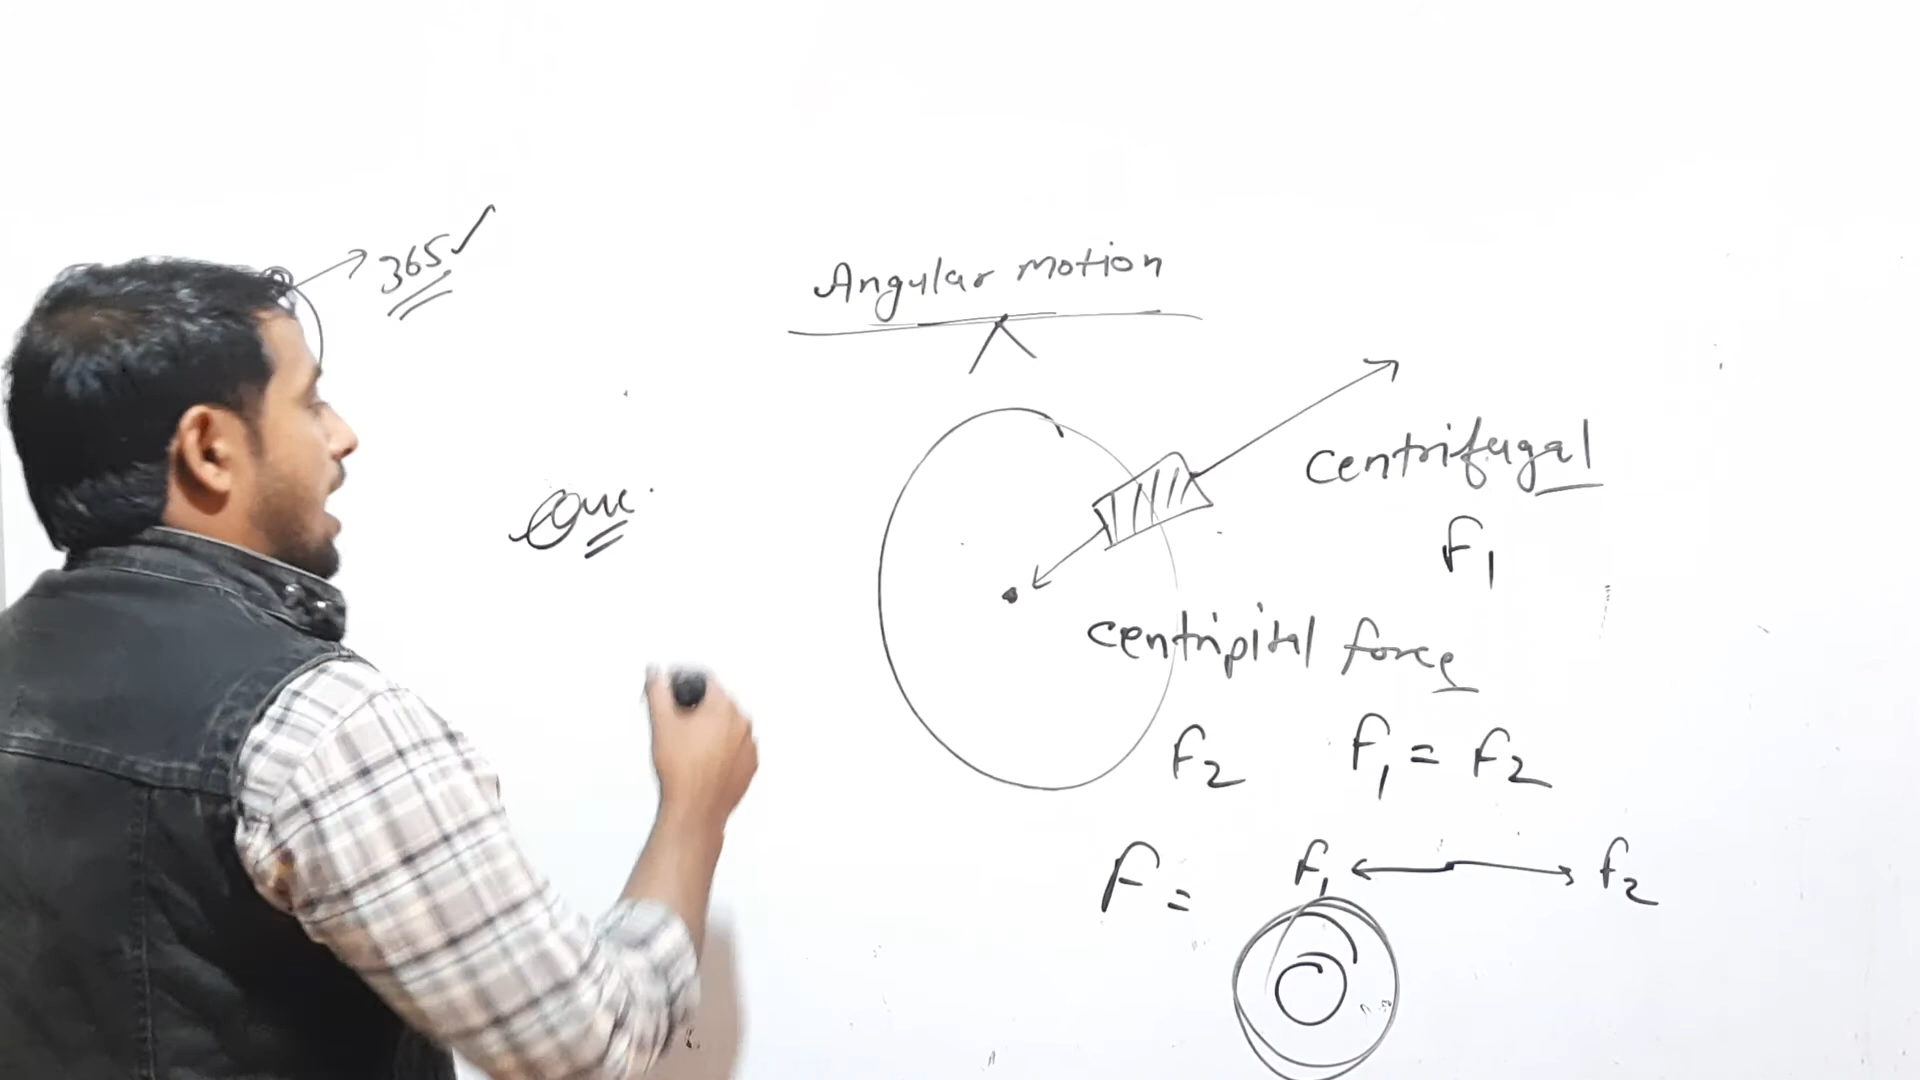 365 ✓
Angular motion
centrifugal
F1
centripital force
F2 F1 = F2
F = F1 F2